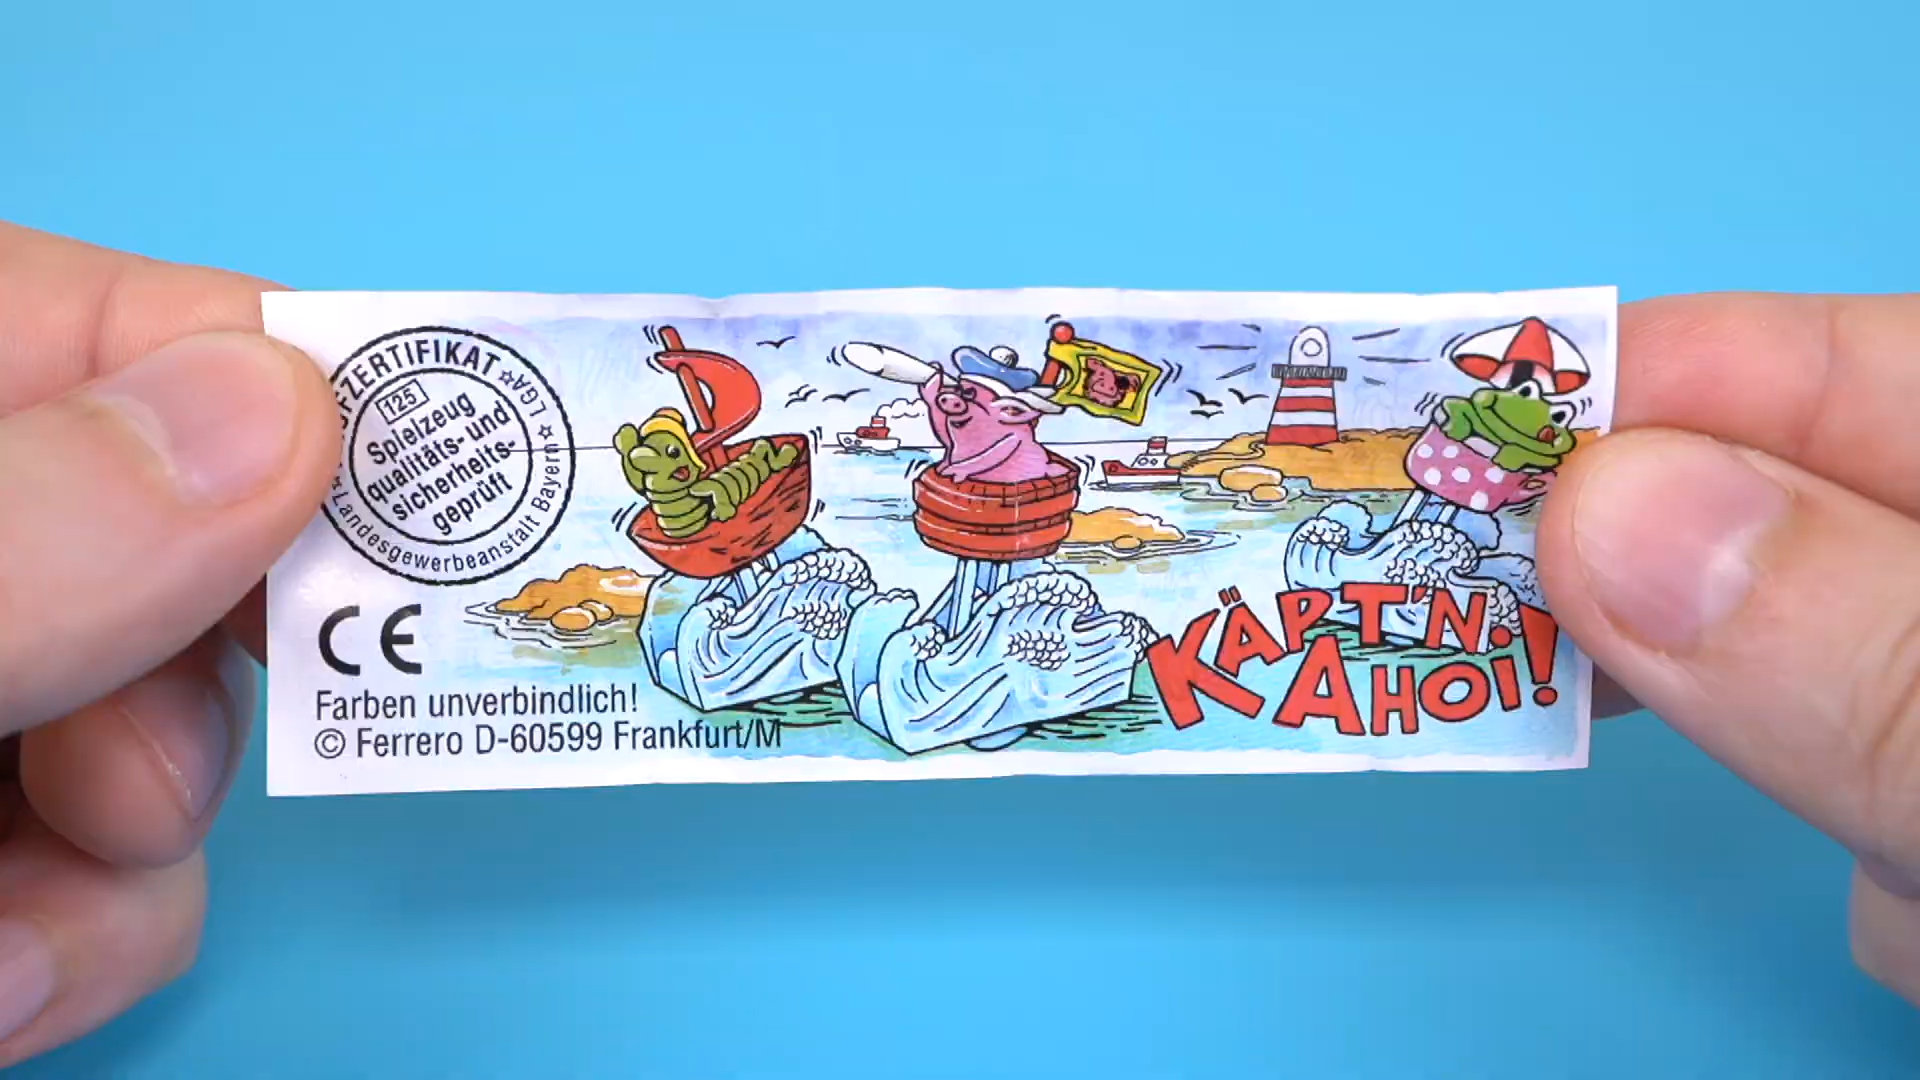 ZERTIFIKAT
LGA
125
Spielzeug
qualitäts- und
sicherheits-
geprüft
Landesgewerbeanstalt Bayern
CE
Farben unverbindlich!
© Ferrero D-60599 Frankfurt/M
KÄPT'N.
AHOI!